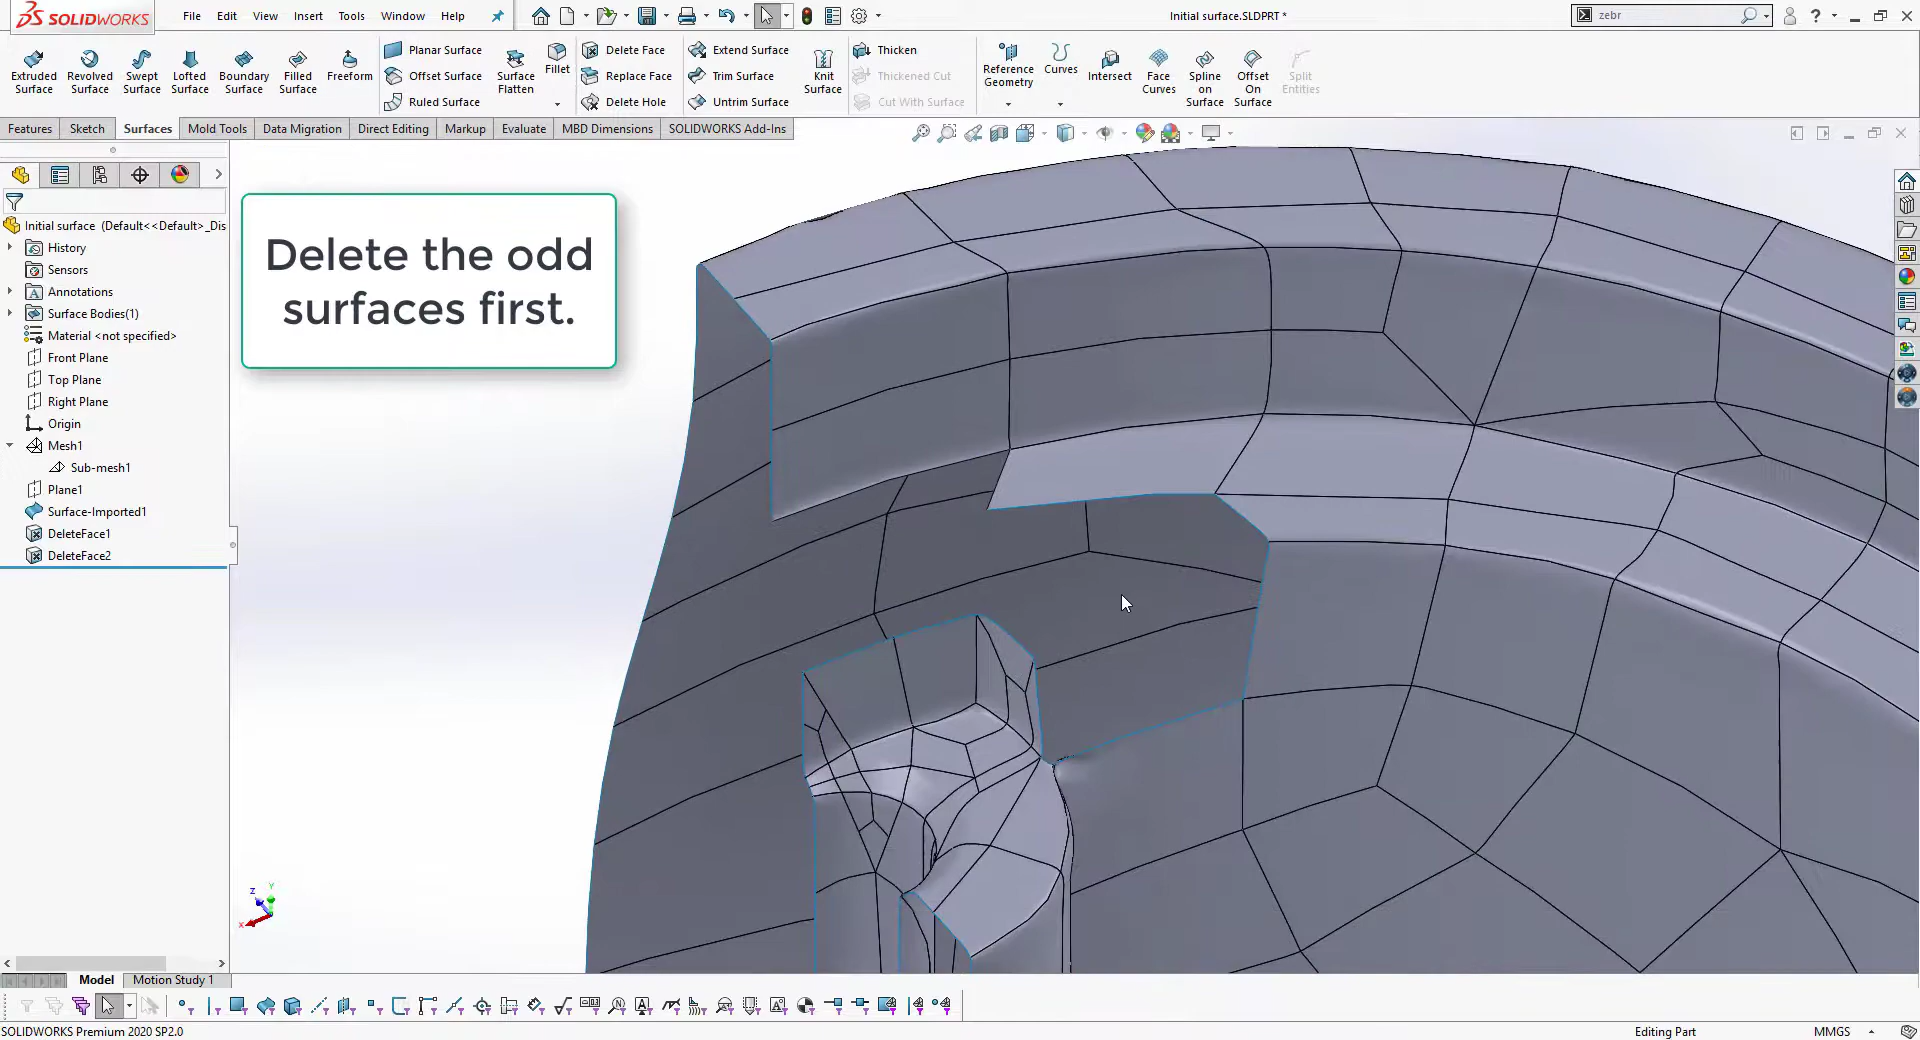 SOLIDWORKS
File Edit View Insert Tools Window Help
Initial surface.SLDPRT *
zebr
Extruded Surface
Revolved Surface
Swept Surface
Lofted Surface
Boundary Surface
Filled Surface
Freeform
Planar Surface
Offset Surface
Ruled Surface
Surface Flatten
Fillet
Delete Face
Replace Face
Delete Hole
Extend Surface
Trim Surface
Untrim Surface
Knit Surface
Thicken
Thickened Cut
Cut With Surface
Reference Geometry
Curves
Intersect
Face Curves
Spline on Surface
Offset On Surface
Split Entities
Features Sketch Surfaces Mold Tools Data Migration Direct Editing Markup Evaluate MBD Dimensions SOLIDWORKS Add-Ins
Initial surface (Default<<Default>_Dis
History
Sensors
Annotations
Surface Bodies(1)
Material <not specified>
Front Plane
Top Plane
Right Plane
Origin
Mesh1
Sub-mesh1
Plane1
Surface-Imported1
DeleteFace1
DeleteFace2
Delete the odd
surfaces first.
Z Y
X
Model Motion Study 1
SOLIDWORKS Premium 2020 SP2.0
Editing Part
MMGS